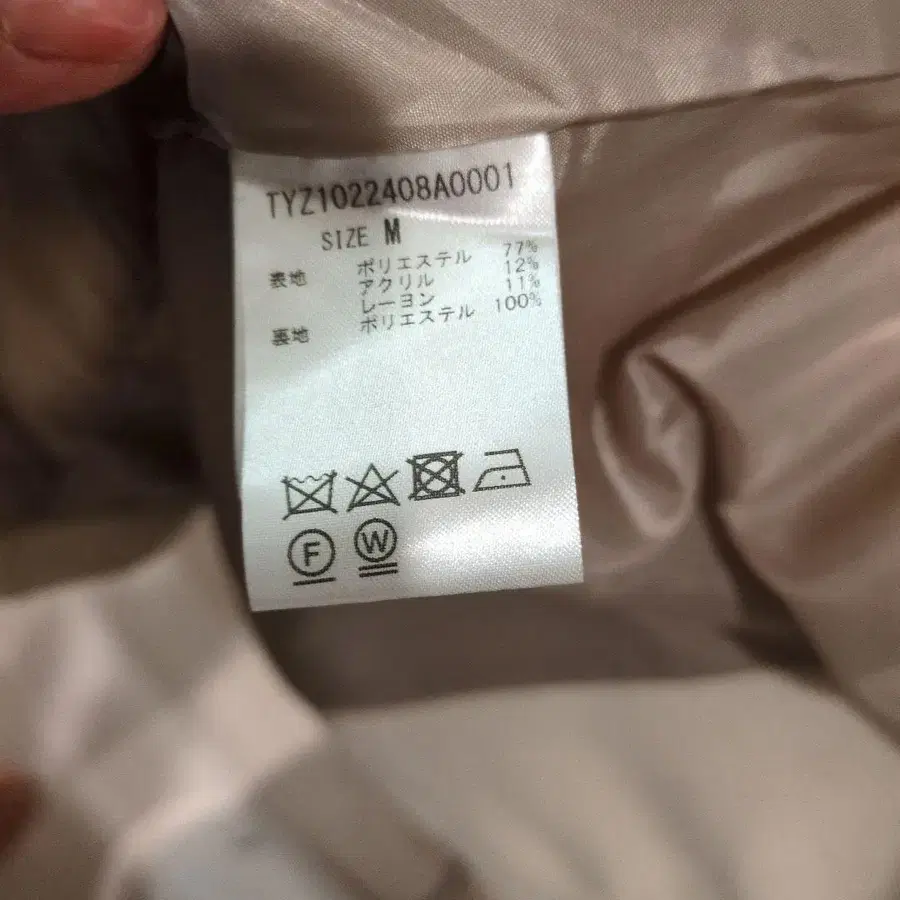 TYZ1022408A0001
SIZE M
表地 ポリエステル 77%
アクリル 12%
レーヨン 11%
裏地 ポリエステル 100%
F W